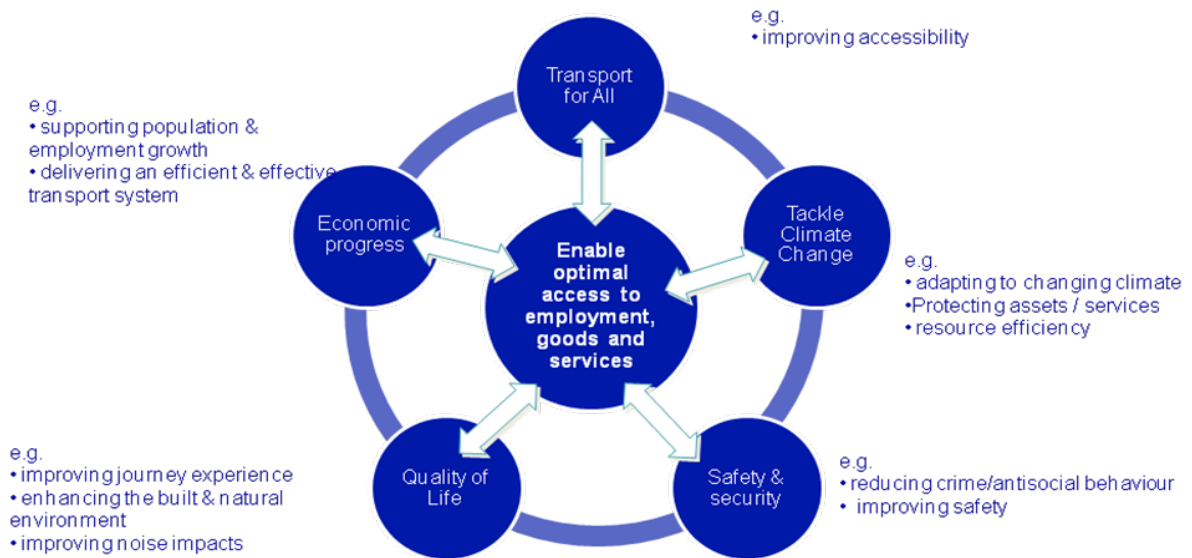 e.g.
• improving accessibility
Transport
for All
e.g.
• supporting population &
employment growth
• delivering an efficient & effective
transport system
Economic
progress
Tackle
Climate
Change
e.g.
• adapting to changing climate
•Protecting assets / services
• resource efficiency
Enable
optimal
access to
employment,
goods and
services
e.g.
• improving journey experience
• enhancing the built & natural
environment
• improving noise impacts
Quality of
Life
Safety &
security
e.g.
• reducing crime/antisocial behaviour
• improving safety